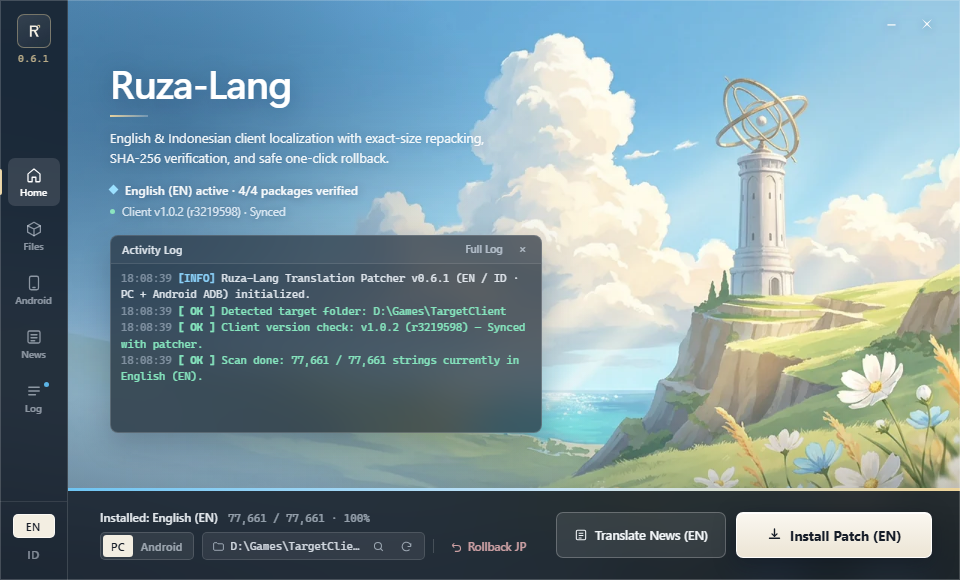 R
0.6.1
Home
Files
Android
News
Log
EN
ID
Ruza-Lang
English & Indonesian client localization with exact-size repacking,
SHA-256 verification, and safe one-click rollback.
English (EN) active · 4/4 packages verified
Client v1.0.2 (r3219598) · Synced
Activity Log
Full Log
×
18:08:39 [INFO] Ruza-Lang Translation Patcher v0.6.1 (EN / ID ·
PC + Android ADB) initialized.
18:08:39 [ OK ] Detected target folder: D:\Games\TargetClient
18:08:39 [ OK ] Client version check: v1.0.2 (r3219598) — Synced
with patcher.
18:08:39 [ OK ] Scan done: 77,661 / 77,661 strings currently in
English (EN).
Installed: English (EN) 77,661 / 77,661 · 100%
PC Android D:\Games\TargetClie… Rollback JP
Translate News (EN)
Install Patch (EN)